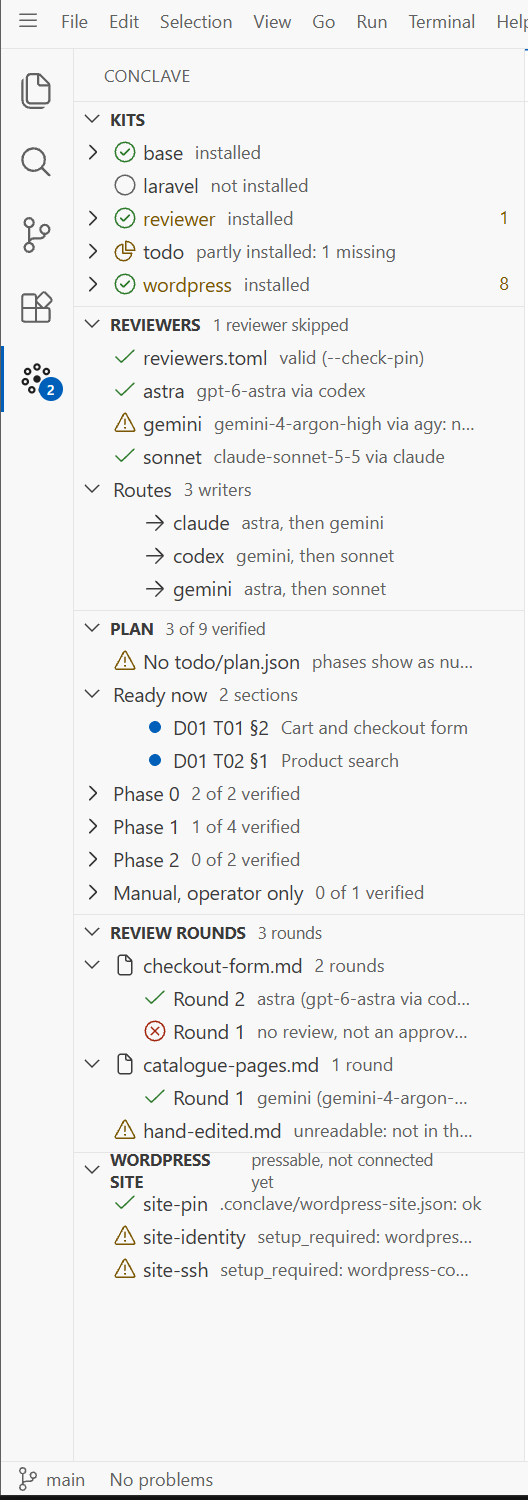 File Edit Selection View Go Run Terminal Help
CONCLAVE
KITS
base installed
laravel not installed
reviewer installed 1
todo partly installed: 1 missing
wordpress installed 8
REVIEWERS 1 reviewer skipped
reviewers.toml valid (--check-pin)
astra gpt-6-astra via codex
gemini gemini-4-argon-high via agy: n...
2
sonnet claude-sonnet-5-5 via claude
Routes 3 writers
claude astra, then gemini
codex gemini, then sonnet
gemini astra, then sonnet
PLAN 3 of 9 verified
No todo/plan.json phases show as nu...
Ready now 2 sections
D01 T01 §2 Cart and checkout form
D01 T02 §1 Product search
Phase 0 2 of 2 verified
Phase 1 1 of 4 verified
Phase 2 0 of 2 verified
Manual, operator only 0 of 1 verified
REVIEW ROUNDS 3 rounds
checkout-form.md 2 rounds
Round 2 astra (gpt-6-astra via cod...
Round 1 no review, not an approv...
catalogue-pages.md 1 round
Round 1 gemini (gemini-4-argon-...
hand-edited.md unreadable: not in th...
WORDPRESS SITE pressable, not connected yet
site-pin .conclave/wordpress-site.json: ok
site-identity setup_required: wordpres...
site-ssh setup_required: wordpress-co...
main No problems